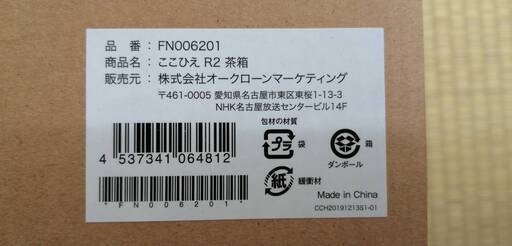 品　番： FN006201
商品名： ここひえ R2 茶箱
販売元： 株式会社オークローンマーケティング
〒461-0005 愛知県名古屋市東区東桜1-13-3
NHK名古屋放送センタービル14F
包材の材質
プラ 袋
箱
ダンボール
紙 緩衝材
4 537341 064812
*FN006201*
Made in China
CCH20191213S1-01